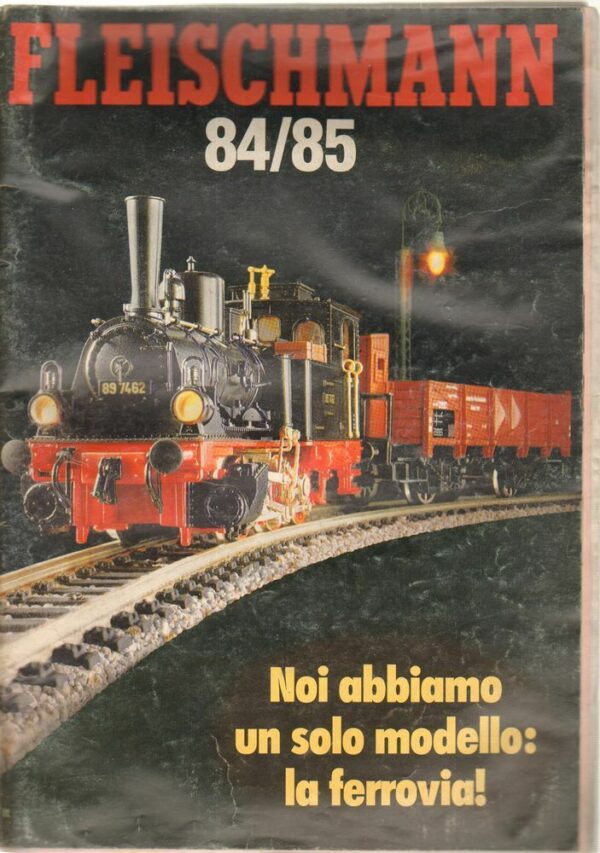 FLEISCHMANN
84/85
89 7462
Noi abbiamo
un solo modello:
la ferrovia!